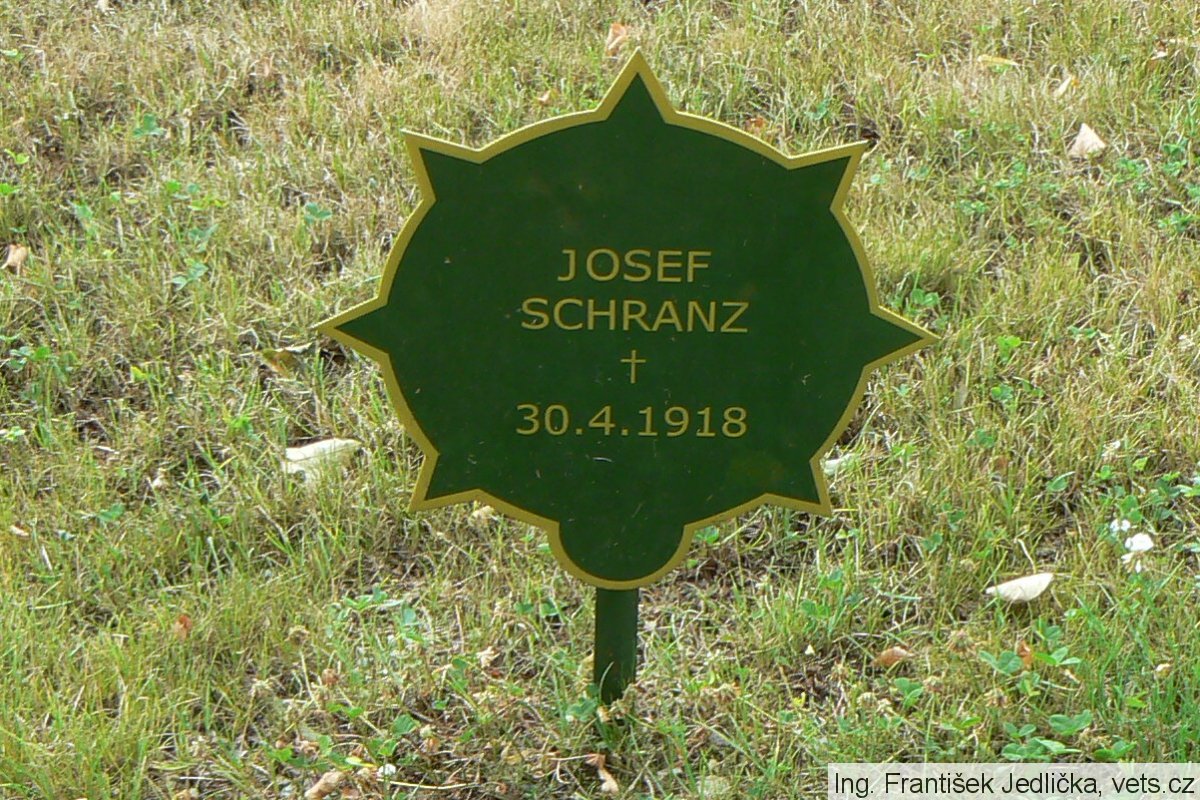 JOSEF
SCHRANZ
†
30.4.1918
Ing. František Jedlička, vets.cz